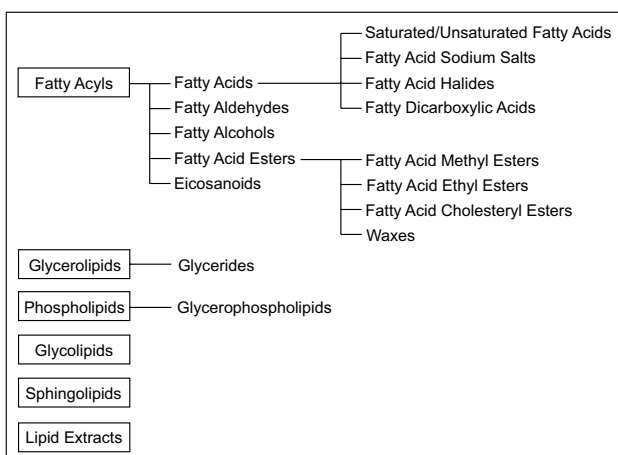 Saturated/Unsaturated Fatty Acids
Fatty Acid Sodium Salts
Fatty Acyls Fatty Acids Fatty Acid Halides
Fatty Aldehydes Fatty Dicarboxylic Acids
Fatty Alcohols
Fatty Acid Esters Fatty Acid Methyl Esters
Eicosanoids Fatty Acid Ethyl Esters
Fatty Acid Cholesteryl Esters
Waxes
Glycerolipids Glycerides
Phospholipids Glycerophospholipids
Glycolipids
Sphingolipids
Lipid Extracts